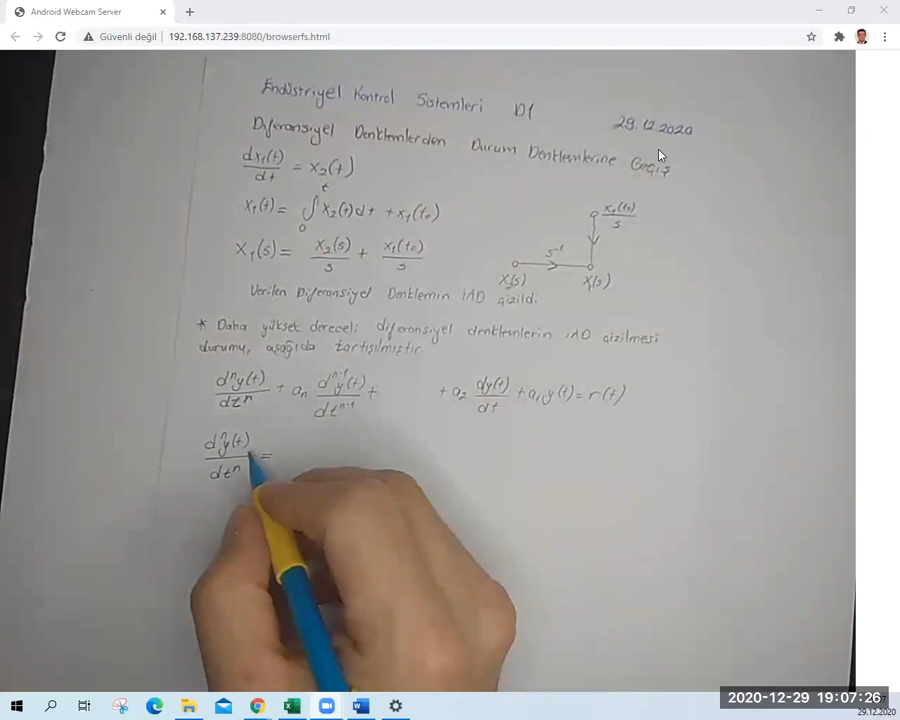 Android Webcam Server
Güvenli değil | 192.168.137.239:8080/browserfs.html
Endüstriyel Kontrol Sistemleri D1
29.12.2020
Diferansiyel Denklemlerden Durum Denklemlerine Geçiş
dx₁(t)/dt = x₂(t)
x₁(t) = ∫₀ᵗ x₂(t)dt + x₁(t₀)
X₁(s) = X₂(s)/s + x₁(t₀)/s
x₁(t₀)/s
s⁻¹
X₂(s) X₁(s)
Verilen Diferansiyel Denklemin İAD çizildi.
* Daha yüksek dereceli diferansiyel denklemlerin İAD çizilmesi
durumu, aşağıda tartışılmıştır
dⁿy(t)/dtⁿ + aₙ dⁿ⁻¹y(t)/dtⁿ⁻¹ + + a₂ dy(t)/dt + a₁y(t) = r(t)
dⁿy(t)/dtⁿ =
2020-12-29 19:07:26
29.12.2020